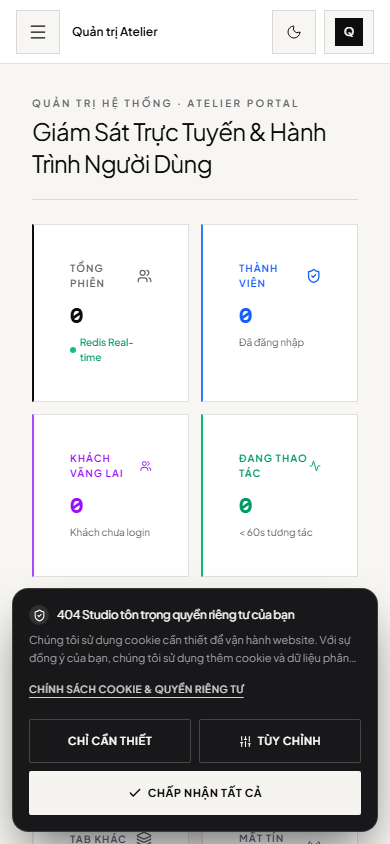 Quản trị Atelier
Q
QUẢN TRỊ HỆ THỐNG · ATELIER PORTAL
Giám Sát Trực Tuyến & Hành
Trình Người Dùng
TỔNG
PHIÊN
0
Redis Real-
time
THÀNH
VIÊN
0
Đã đăng nhập
KHÁCH
VÃNG LAI
0
Khách chưa login
ĐANG THAO
TÁC
0
< 60s tương tác
404 Studio tôn trọng quyền riêng tư của bạn
Chúng tôi sử dụng cookie cần thiết để vận hành website. Với sự
đồng ý của bạn, chúng tôi sử dụng thêm cookie và dữ liệu phân...
CHÍNH SÁCH COOKIE & QUYỀN RIÊNG TƯ
CHỈ CẦN THIẾT
TÙY CHỈNH
CHẤP NHẬN TẤT CẢ
TAB KHÁC
MẤT TÍN